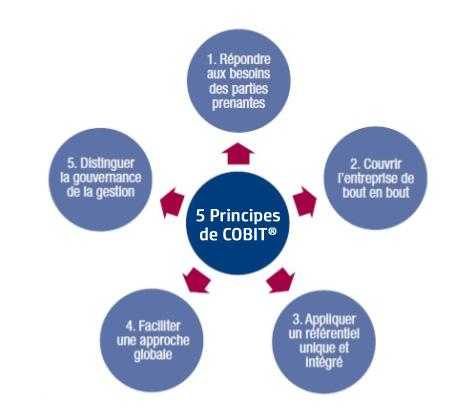 1. Répondre
aux besoins
des parties
prenantes
5. Distinguer
la gouvernance
de la gestion
2. Couvrir
l'entreprise de
bout en bout
5 Principes
de COBIT®
4. Faciliter
une approche
globale
3. Appliquer
un référentiel
unique et
intégré